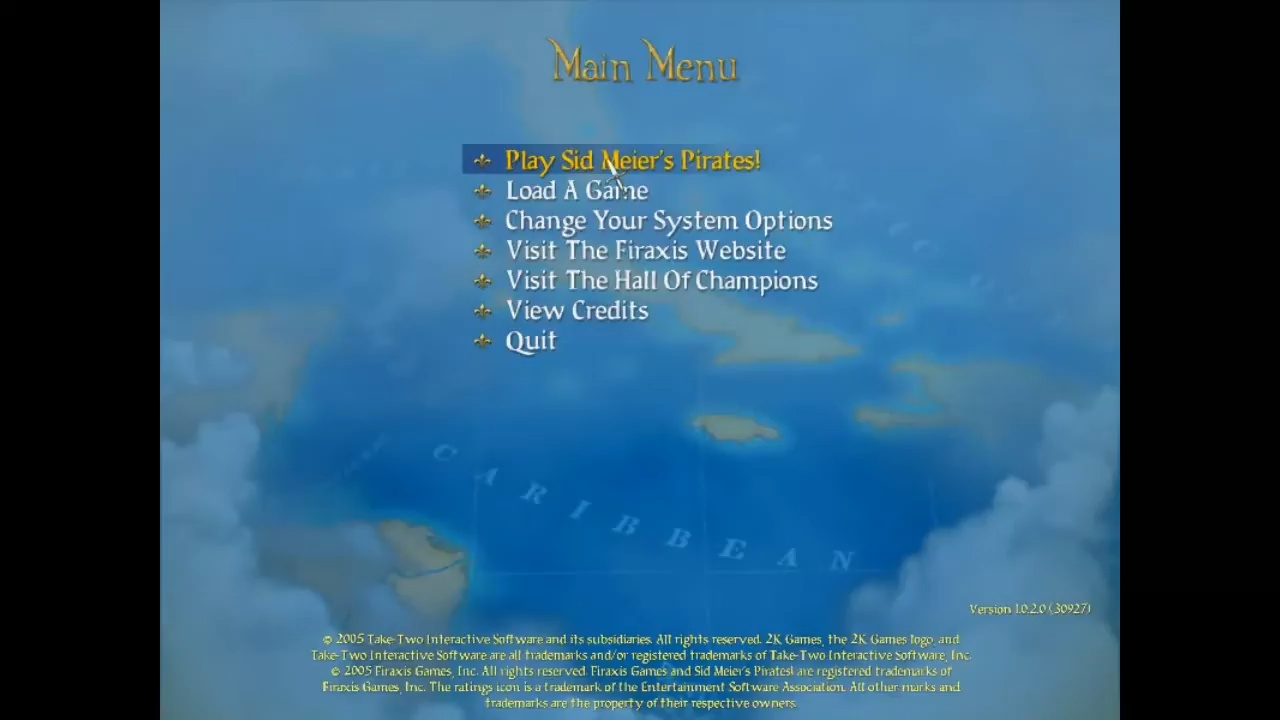 Main Menu
Play Sid Meier's Pirates!
Load A Game
Change Your System Options
Visit The Firaxis Website
Visit The Hall Of Champions
View Credits
Quit
CARIBBEAN
Version 1.0.2.0 (30927)
© 2005 Take-Two Interactive Software and its subsidiaries. All rights reserved. 2K Games, the 2K Games logo, and
Take-Two Interactive Software are all trademarks and/or registered trademarks of Take-Two Interactive Software, Inc.
© 2005 Firaxis Games, Inc. All rights reserved. Firaxis Games and Sid Meier's Pirates! are registered trademarks of
Firaxis Games, Inc. The ratings icon is a trademark of the Entertainment Software Association. All other marks and
trademarks are the property of their respective owners.